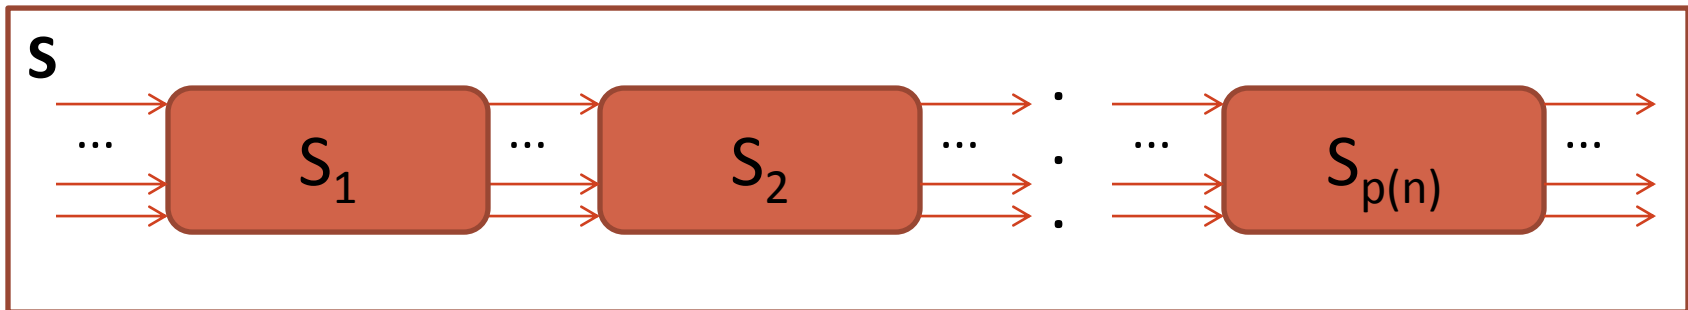 S
... S₁ ... S₂ ... . . . ... Sₚ₍ₙ₎ ...